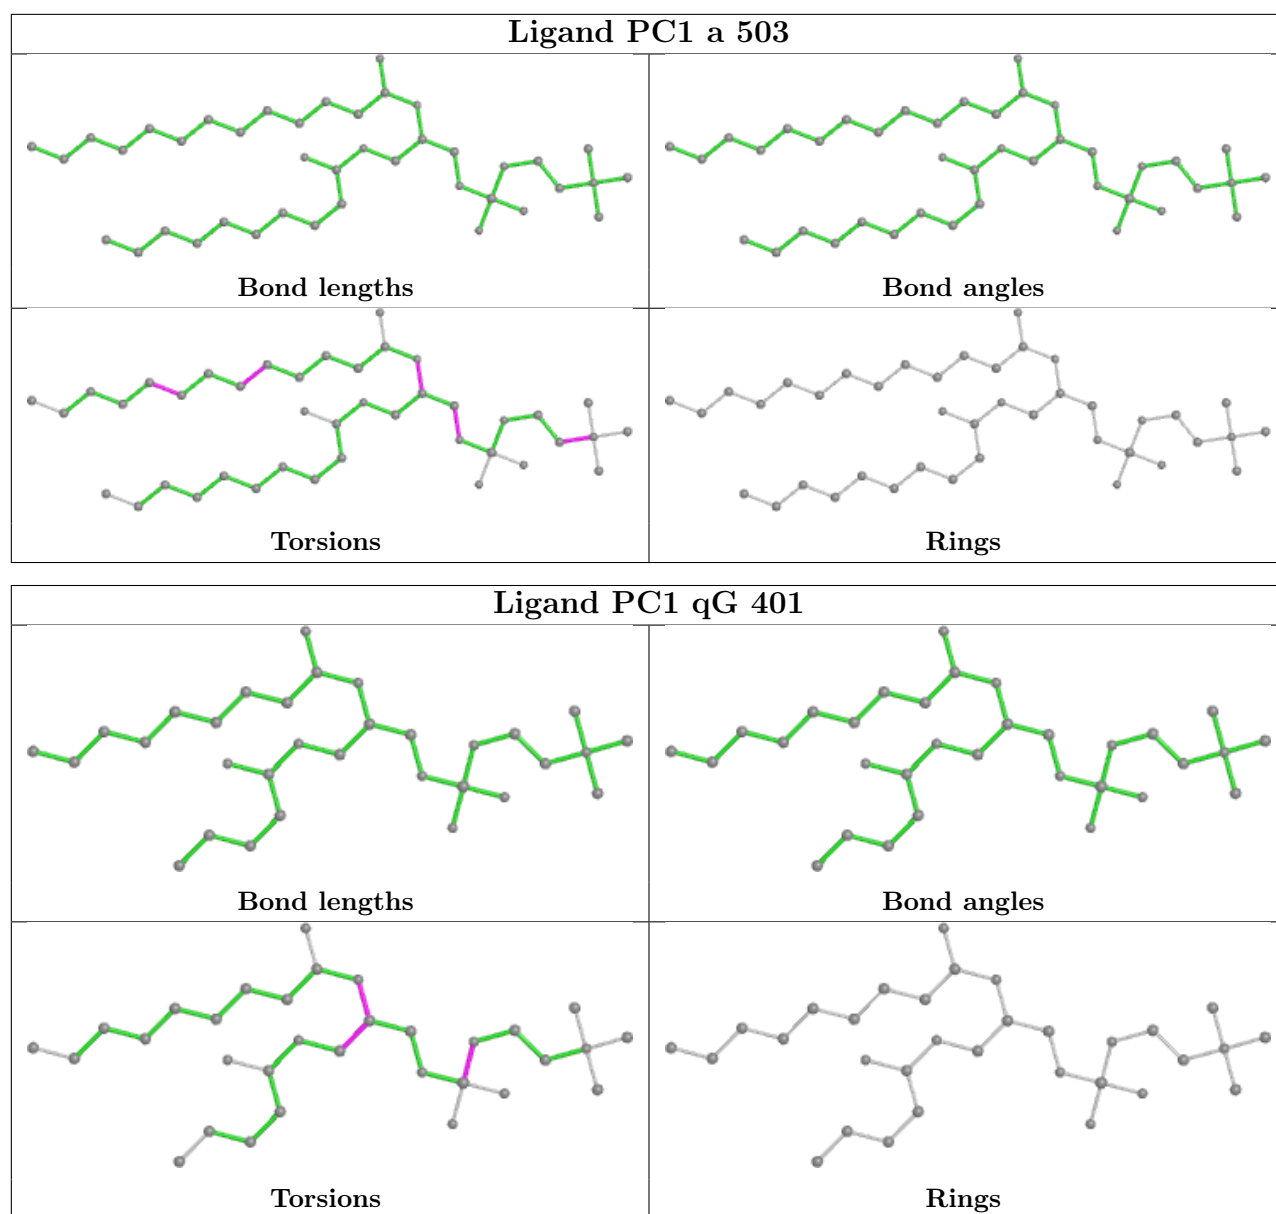 Ligand PC1 a 503
Bond lengths
Bond angles
Torsions
Rings
Ligand PC1 qG 401
Bond lengths
Bond angles
Torsions
Rings